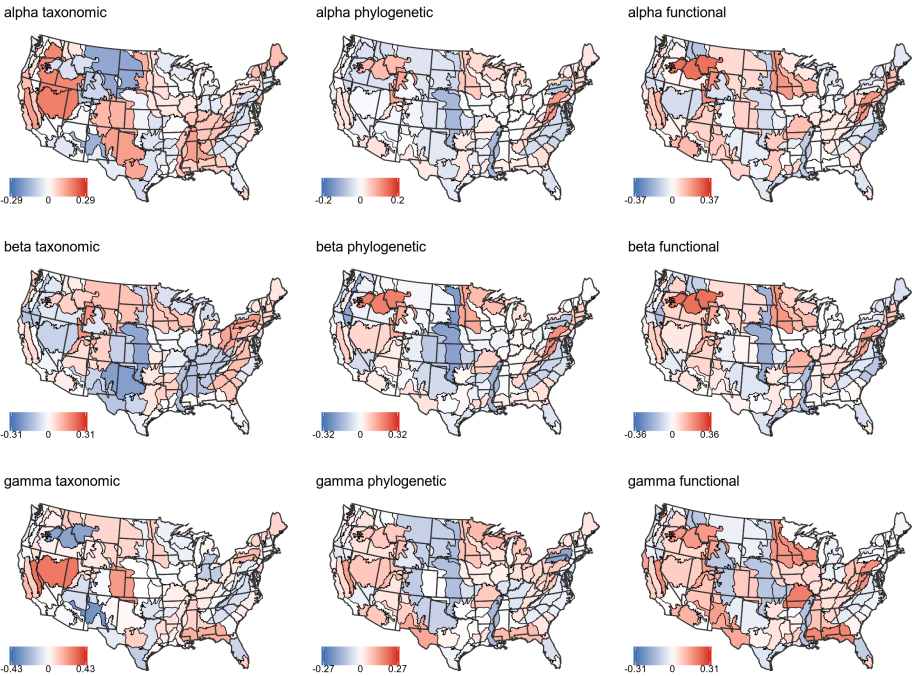 alpha taxonomic
alpha phylogenetic
alpha functional
-0.29 0 0.29
-0.2 0 0.2
-0.37 0 0.37
beta taxonomic
beta phylogenetic
beta functional
-0.31 0 0.31
-0.32 0 0.32
-0.36 0 0.36
gamma taxonomic
gamma phylogenetic
gamma functional
-0.43 0 0.43
-0.27 0 0.27
-0.31 0 0.31